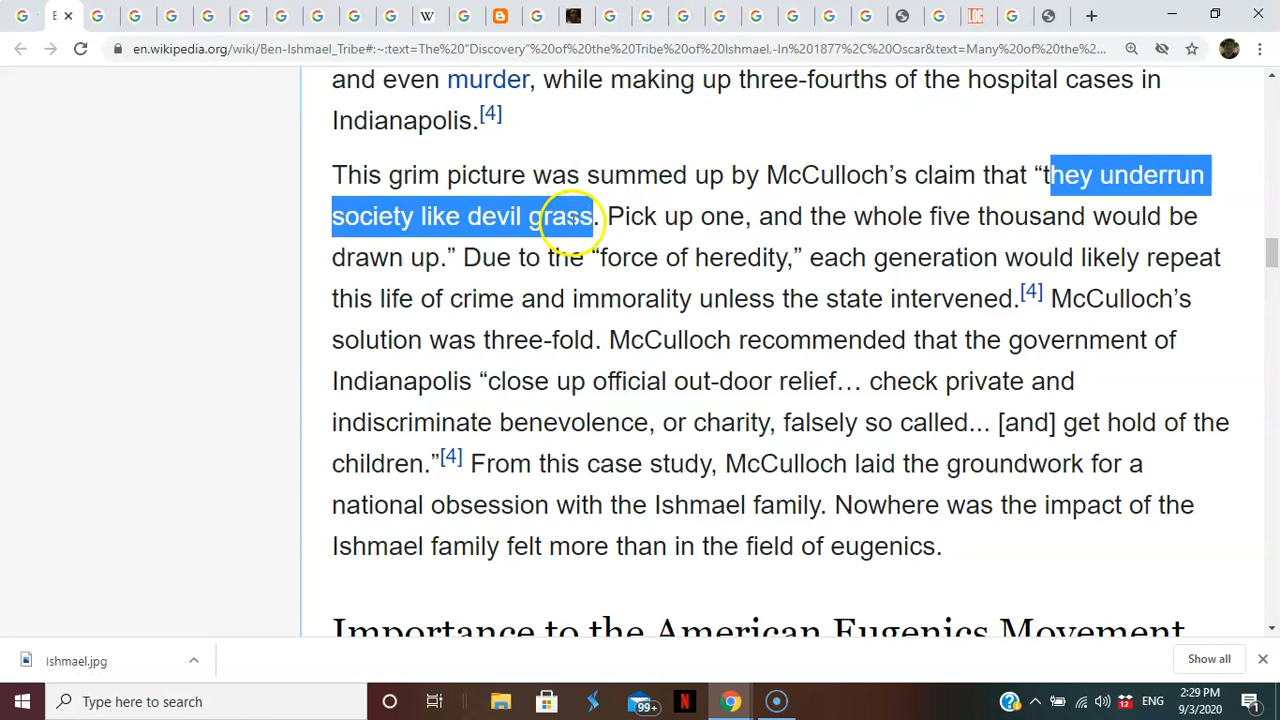 E
en.wikipedia.org/wiki/Ben-Ishmael_Tribe#:~:text=The%20“Discovery”%20of%20the%20Tribe%20of%20Ishmael,-In%201877%2C%20Oscar&text=Many%20of%20the%2...
and even murder, while making up three-fourths of the hospital cases in
Indianapolis.[4]
This grim picture was summed up by McCulloch’s claim that “they underrun
society like devil grass. Pick up one, and the whole five thousand would be
drawn up.” Due to the “force of heredity,” each generation would likely repeat
this life of crime and immorality unless the state intervened.[4] McCulloch’s
solution was three-fold. McCulloch recommended that the government of
Indianapolis “close up official out-door relief… check private and
indiscriminate benevolence, or charity, falsely so called... [and] get hold of the
children.”[4] From this case study, McCulloch laid the groundwork for a
national obsession with the Ishmael family. Nowhere was the impact of the
Ishmael family felt more than in the field of eugenics.
Importance to the American Eugenics Movement
Ishmael.jpg
Show all
Type here to search
99+
12
ENG
2:29 PM
9/3/2020
1